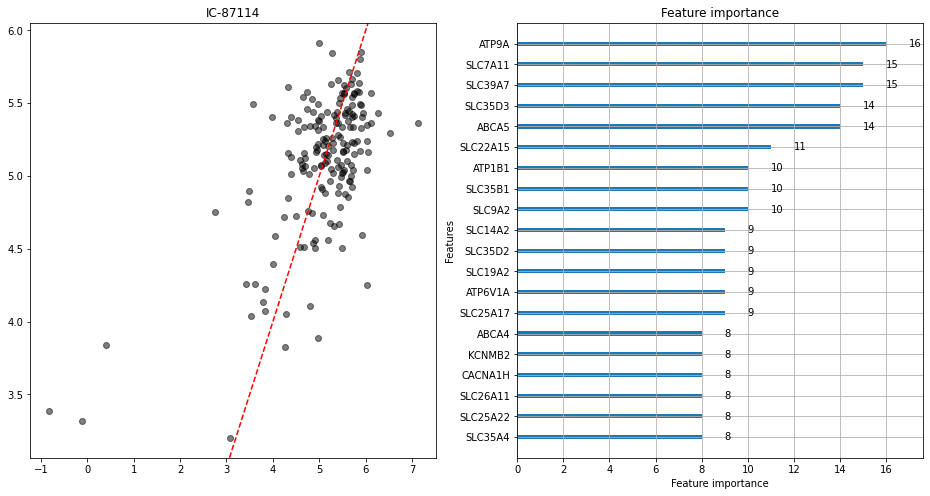 IC-87114
6.0
5.5
5.0
4.5
4.0
3.5
−1
0
1
2
3
4
5
6
7
Feature importance
Features
ATP9A 16
SLC7A11 15
SLC39A7 15
SLC35D3 14
ABCA5 14
SLC22A15 11
ATP1B1 10
SLC35B1 10
SLC9A2 10
SLC14A2 9
SLC35D2 9
SLC19A2 9
ATP6V1A 9
SLC25A17 9
ABCA4 8
KCNMB2 8
CACNA1H 8
SLC26A11 8
SLC25A22 8
SLC35A4 8
0 2 4 6 8 10 12 14 16
Feature importance